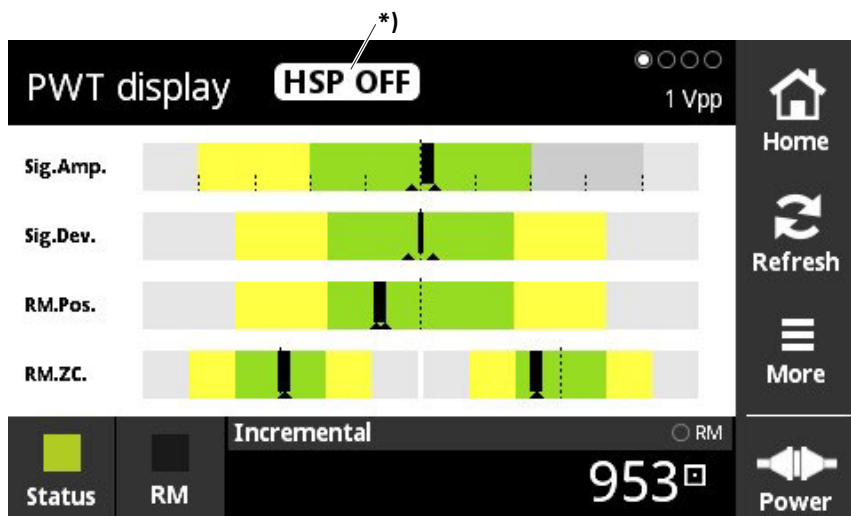 *)
PWT display
HSP OFF
1 Vpp
Home
Sig.Amp.
Sig.Dev.
Refresh
RM.Pos.
RM.ZC.
More
Incremental
RM
953
Status
RM
Power